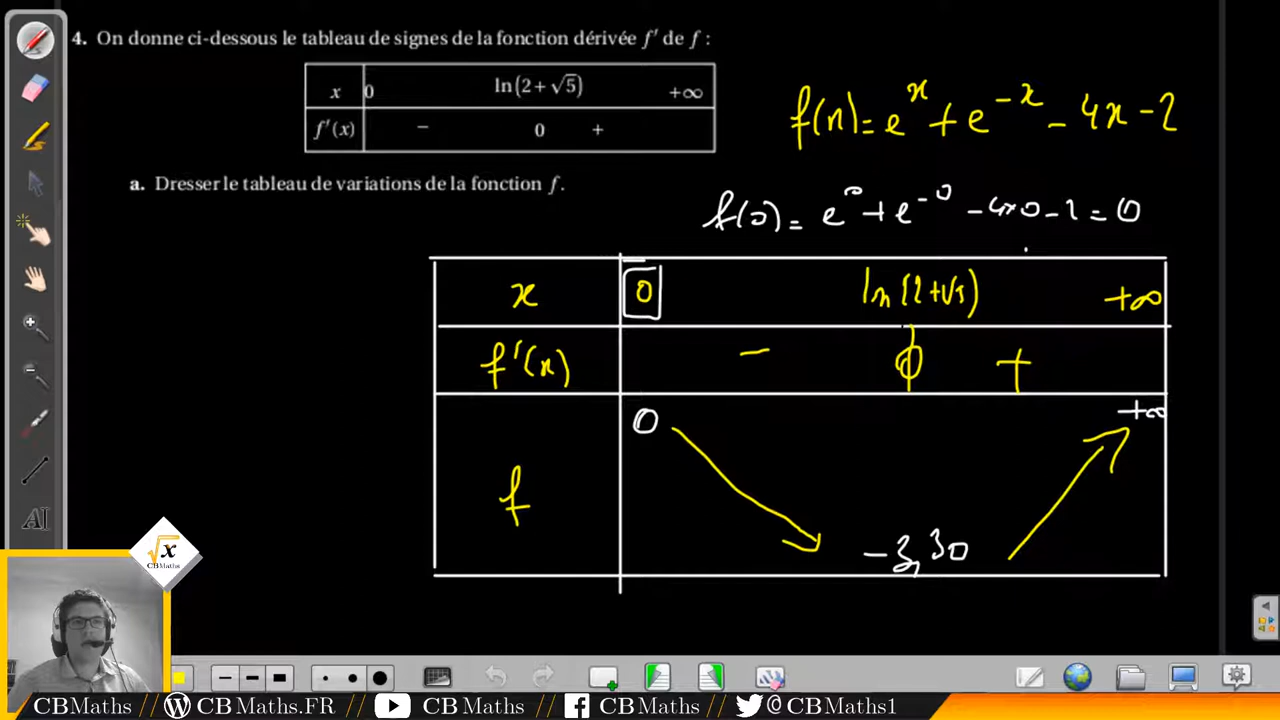 4. On donne ci-dessous le tableau de signes de la fonction dérivée f′ de f :
x 0 ln(2+√5) +∞
f′(x) − 0 +
f(x)= e^x + e^-x - 4x - 2
a. Dresser le tableau de variations de la fonction f.
f(0) = e^0 + e^-0 - 4×0 - 2 = 0
x 0 ln(2+√5) +∞
f'(x) - 0 +
0 +∞
f
-3,30
√x
CBMaths
CBMaths CBMaths.FR CBMaths CBMaths @CBMaths1